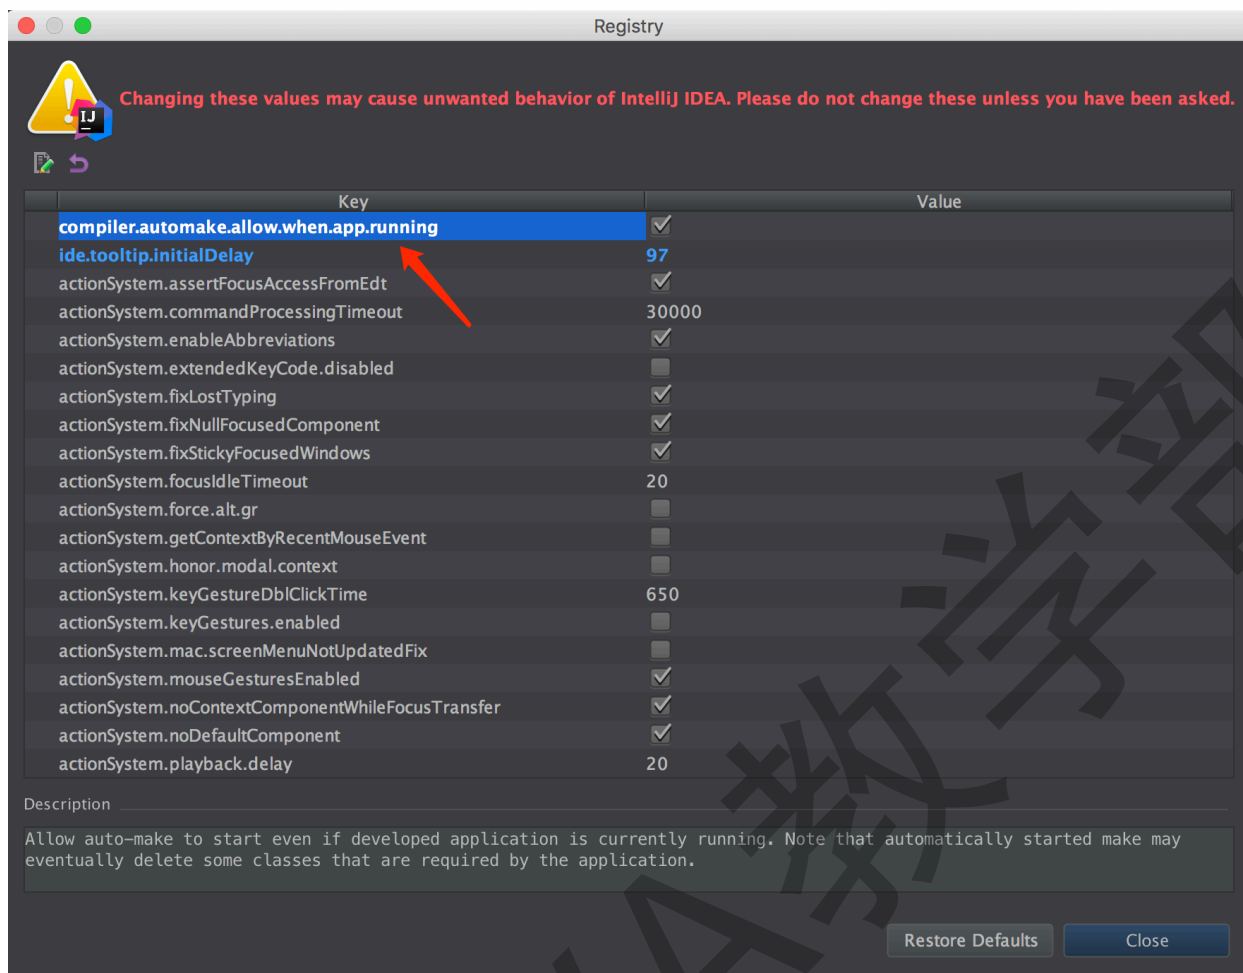 Registry
Changing these values may cause unwanted behavior of IntelliJ IDEA. Please do not change these unless you have been asked.
IJ
Key Value
compiler.automake.allow.when.app.running
ide.tooltip.initialDelay 97
actionSystem.assertFocusAccessFromEdt
actionSystem.commandProcessingTimeout 30000
actionSystem.enableAbbreviations
actionSystem.extendedKeyCode.disabled
actionSystem.fixLostTyping
actionSystem.fixNullFocusedComponent
actionSystem.fixStickyFocusedWindows
actionSystem.focusIdleTimeout 20
actionSystem.force.alt.gr
actionSystem.getContextByRecentMouseEvent
actionSystem.honor.modal.context
actionSystem.keyGestureDblClickTime 650
actionSystem.keyGestures.enabled
actionSystem.mac.screenMenuNotUpdatedFix
actionSystem.mouseGesturesEnabled
actionSystem.noContextComponentWhileFocusTransfer
actionSystem.noDefaultComponent
actionSystem.playback.delay 20
Description
Allow auto-make to start even if developed application is currently running. Note that automatically started make may
eventually delete some classes that are required by the application.
Restore Defaults Close
A教学部